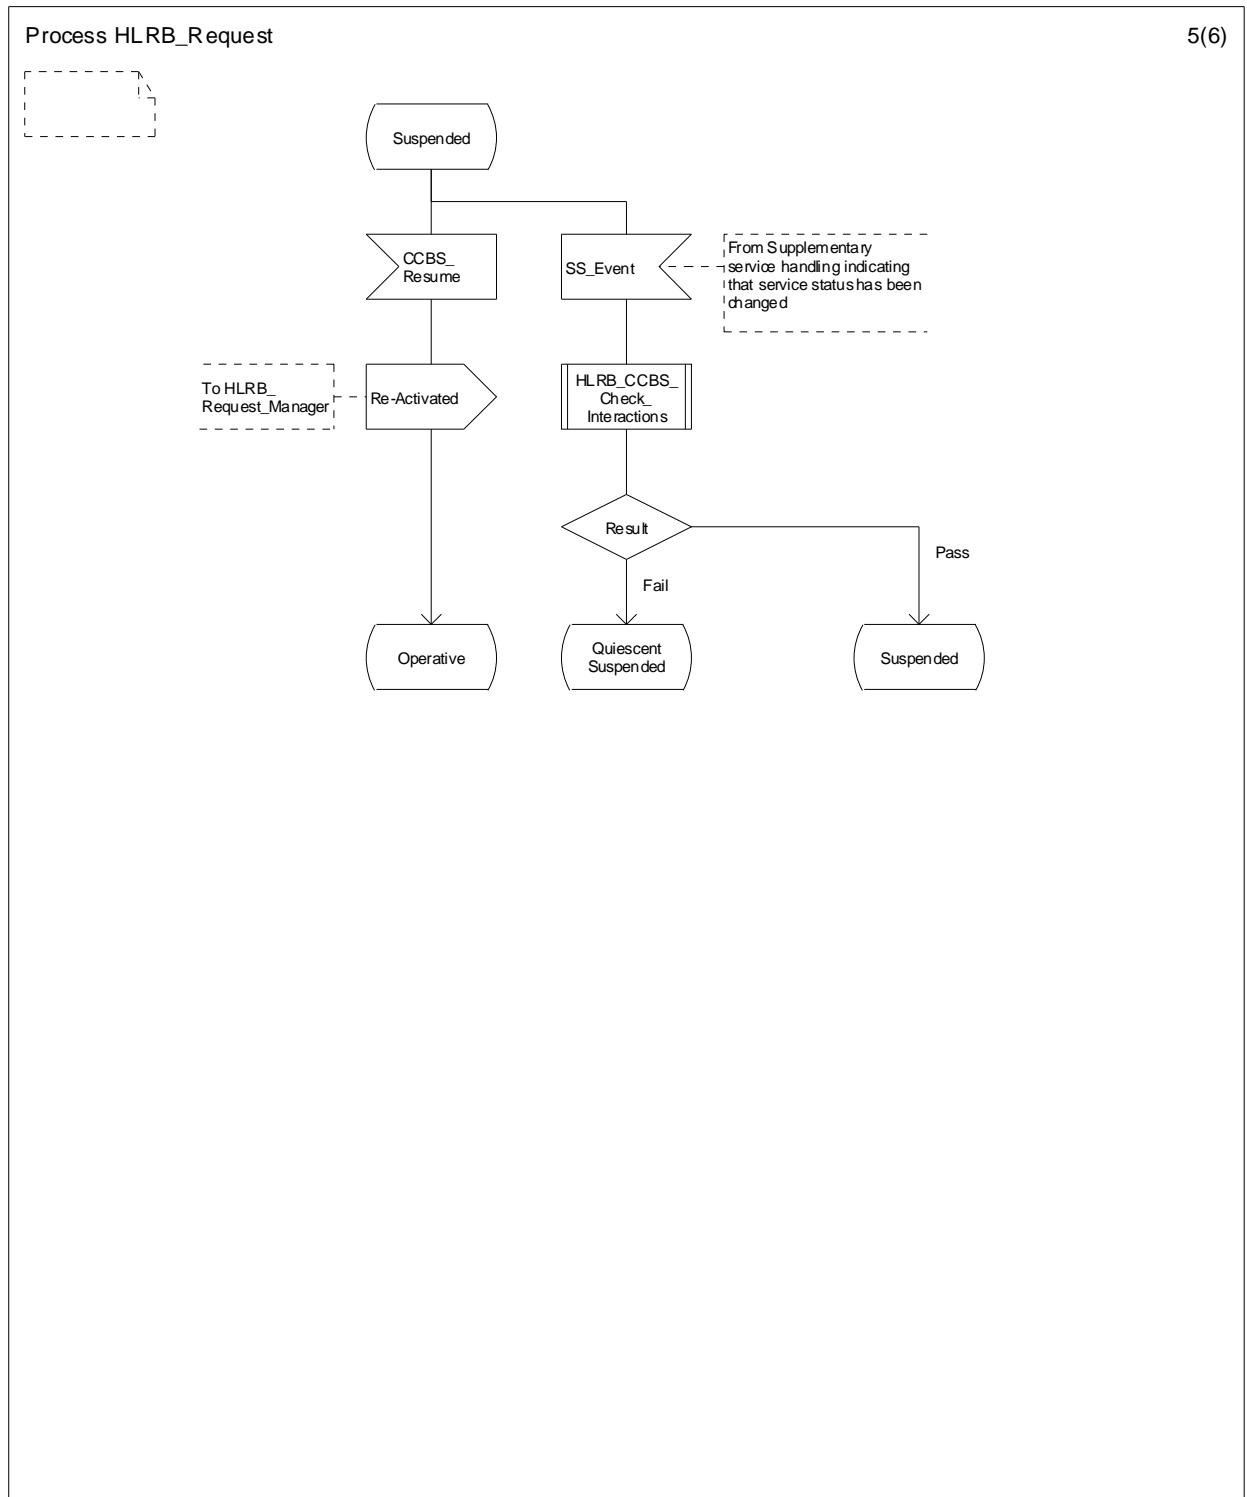 Process HLRB_Request
5(6)
Suspended
CCBS_
Resume
SS_Event
From Supplementary
service handling indicating
that service status has been
changed
To HLRB_
Request_Manager
Re-Activated
HLRB_CCBS_
Check_
Interactions
Result
Pass
Fail
Operative
Quiescent
Suspended
Suspended